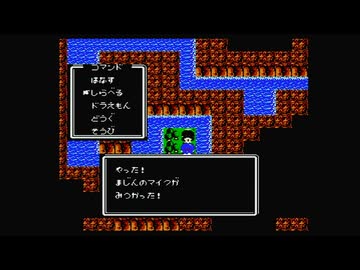 コマンド
はなす
しらべる
ドラえもん
どうぐ
そうび
やった!
まじんのマイクが
みつかった!